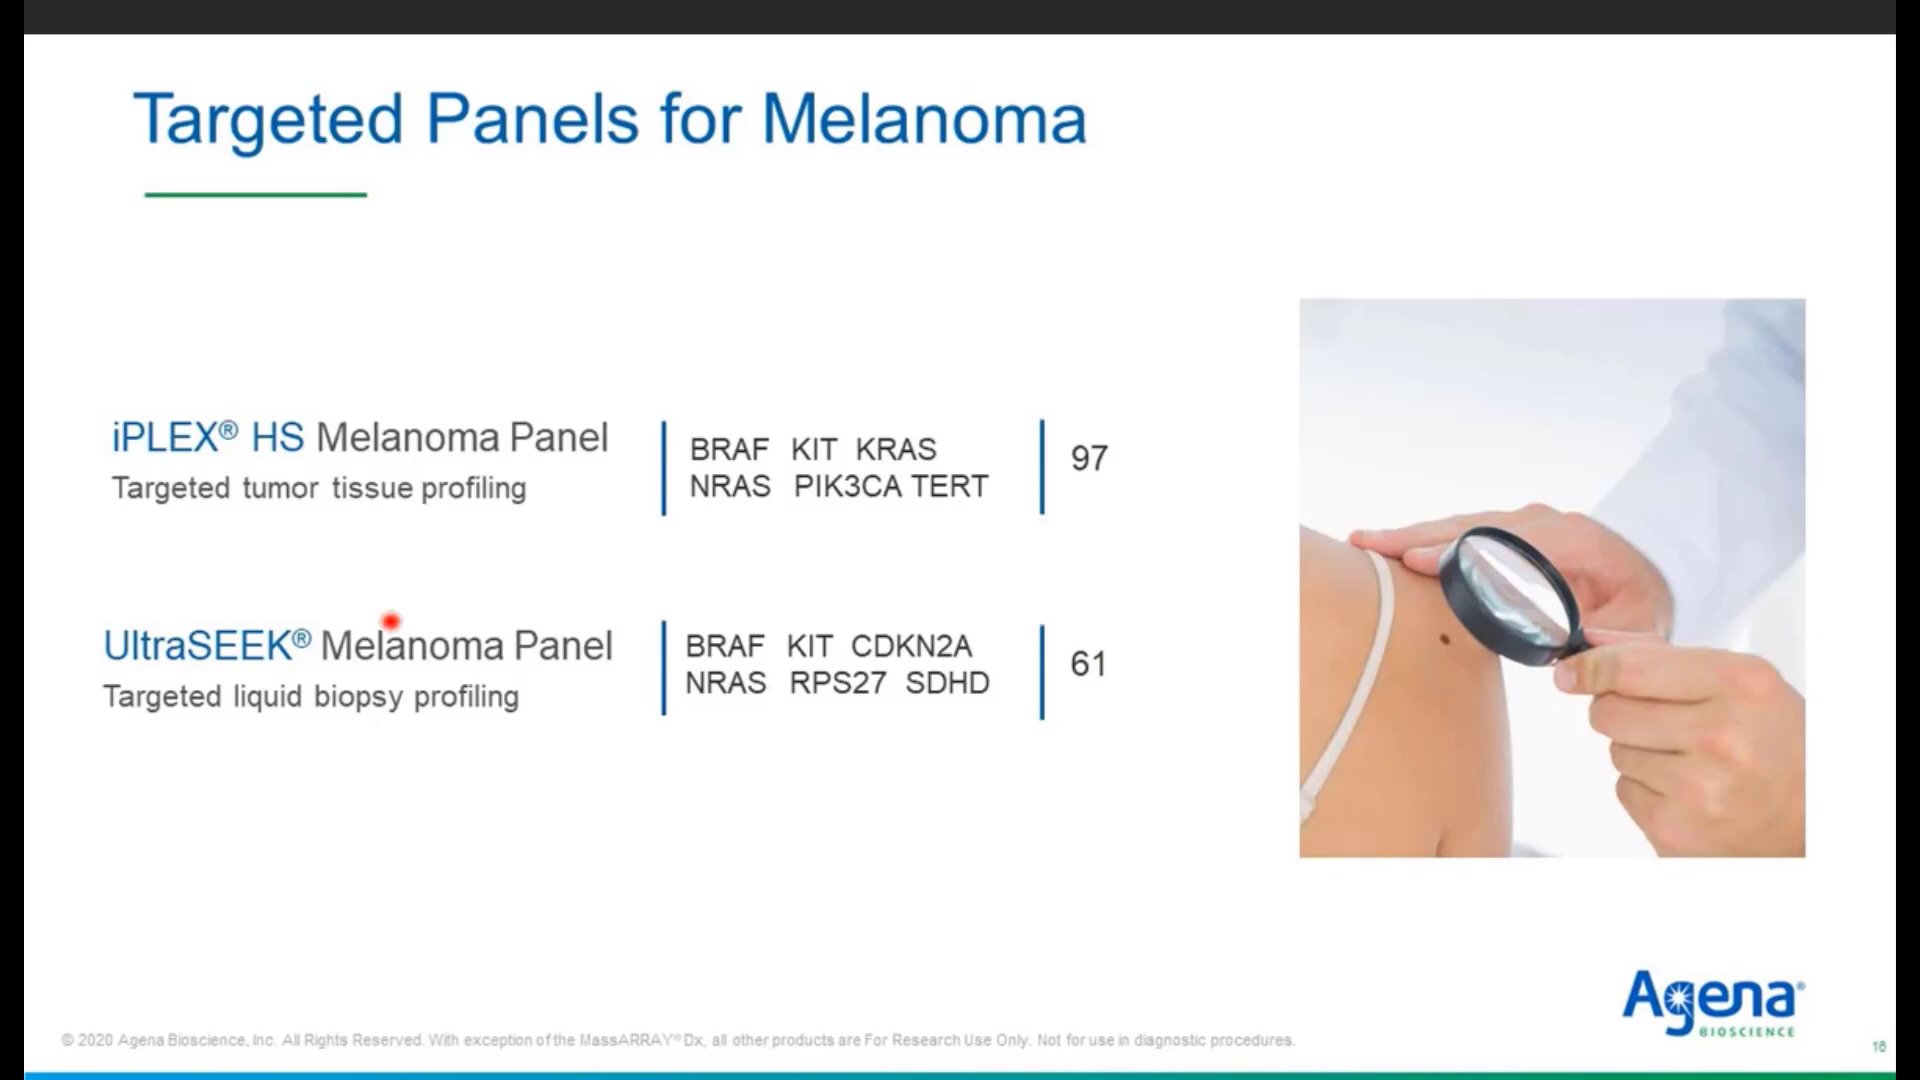 Targeted Panels for Melanoma
iPLEX® HS Melanoma Panel
Targeted tumor tissue profiling
BRAF KIT KRAS
NRAS PIK3CA TERT
97
UltraSEEK® Melanoma Panel
Targeted liquid biopsy profiling
BRAF KIT CDKN2A
NRAS RPS27 SDHD
61
Agena®
BIOSCIENCE
© 2020 Agena Bioscience, Inc. All Rights Reserved. With exception of the MassARRAY® Dx, all other products are For Research Use Only. Not for use in diagnostic procedures.
16